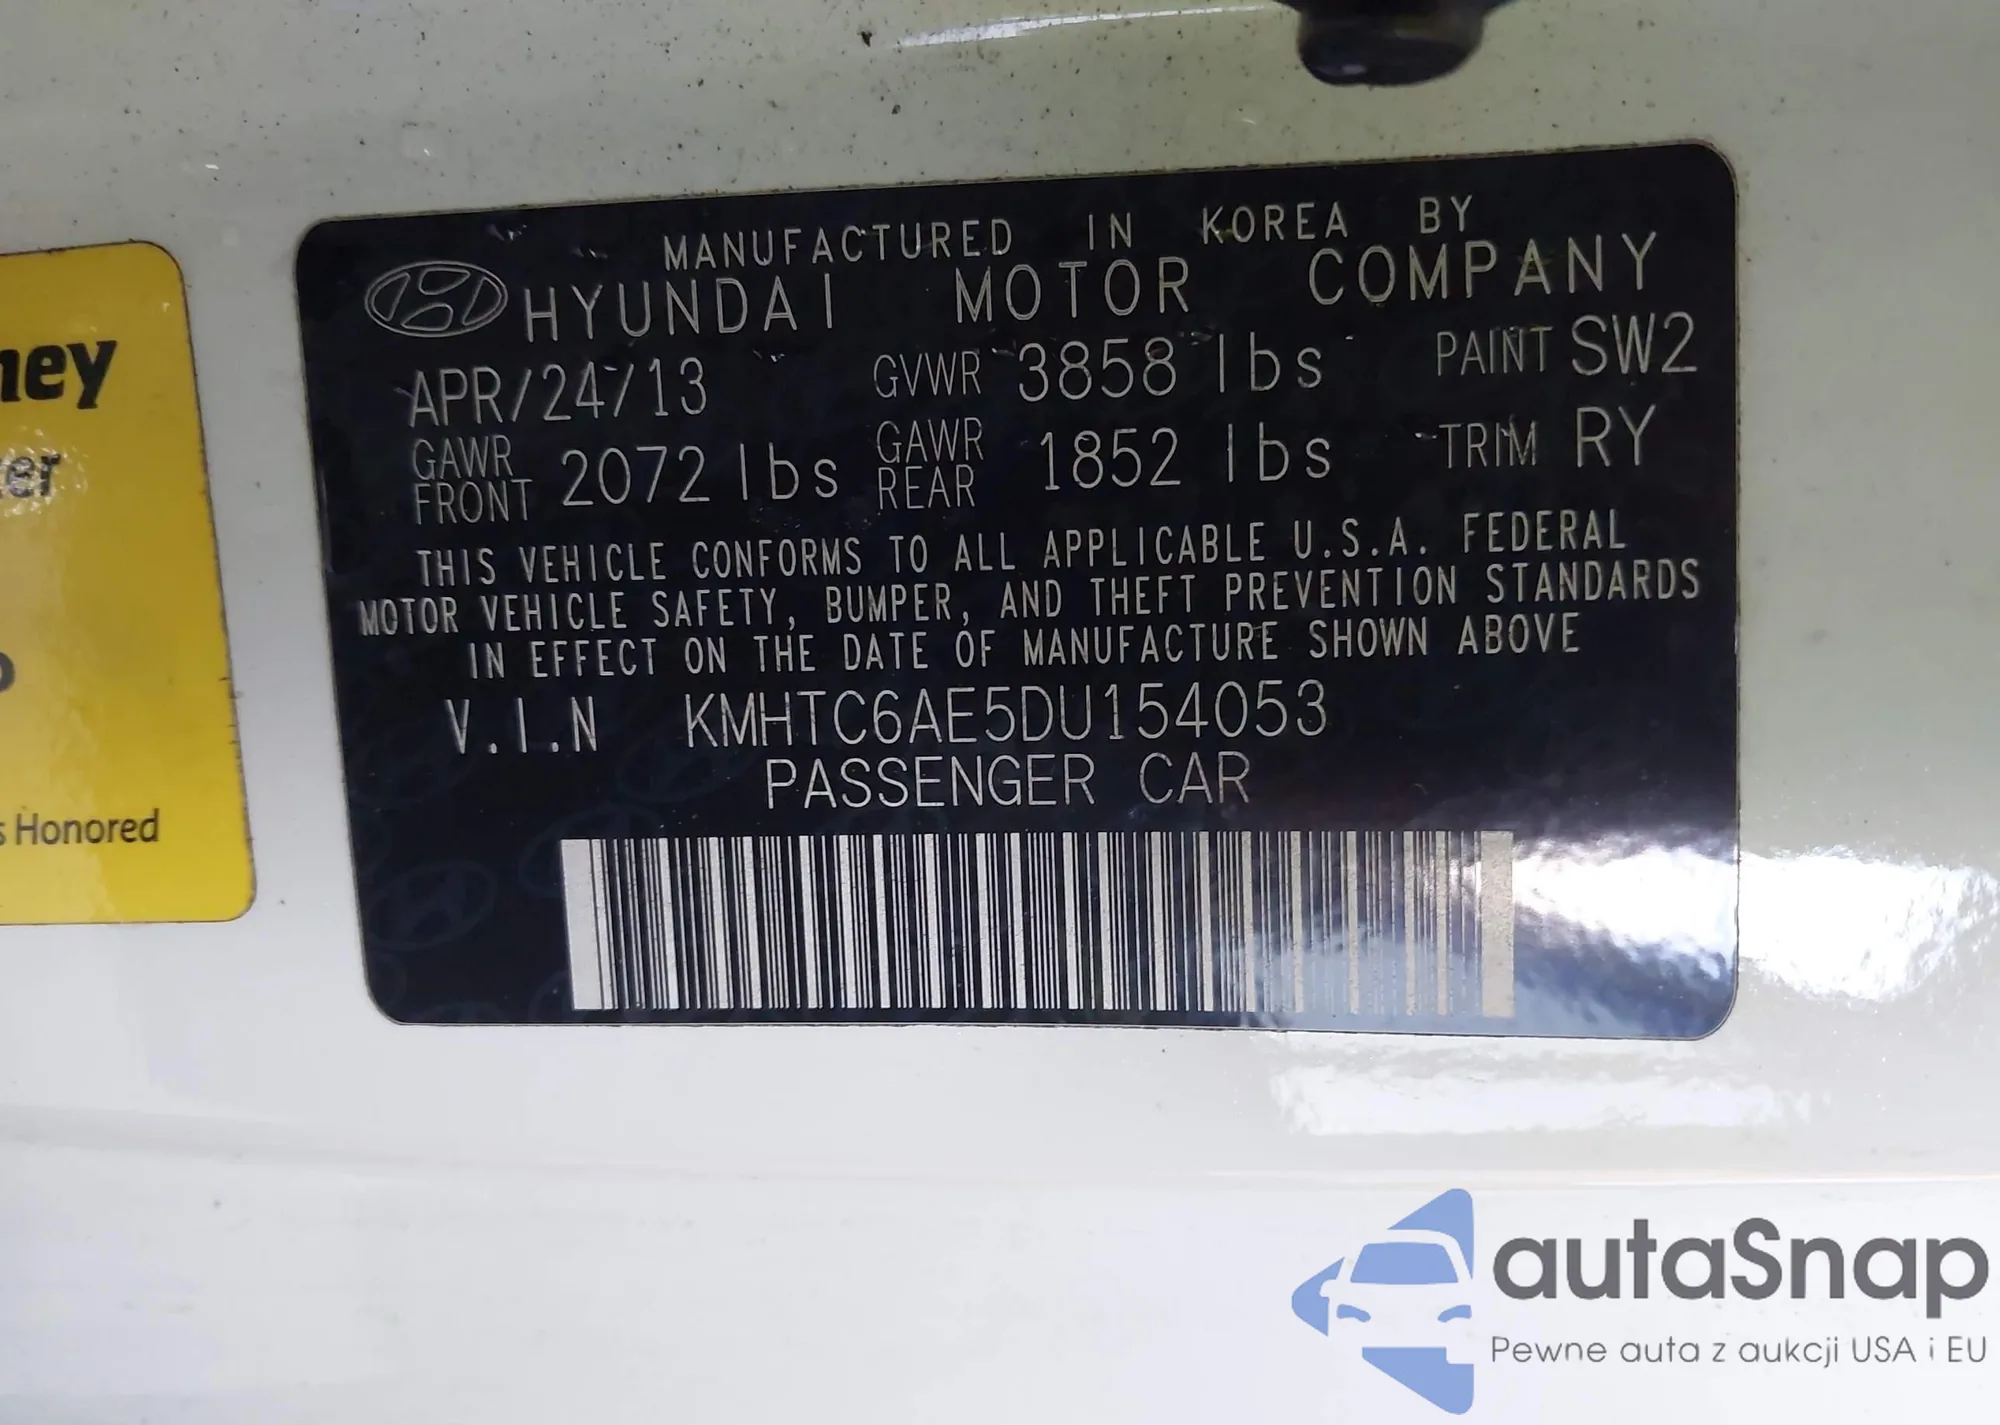 MANUFACTURED IN KOREA BY
HYUNDAI MOTOR COMPANY
APR/24/13 GVWR 3858 lbs PAINT SW2
GAWR FRONT 2072 lbs GAWR REAR 1852 lbs TRIM RY
THIS VEHICLE CONFORMS TO ALL APPLICABLE U.S.A. FEDERAL
MOTOR VEHICLE SAFETY, BUMPER, AND THEFT PREVENTION STANDARDS
IN EFFECT ON THE DATE OF MANUFACTURE SHOWN ABOVE
V.I.N KMHTC6AE5DU154053
PASSENGER CAR
Honored
autaSnap
Pewne auta z aukcji USA i EU